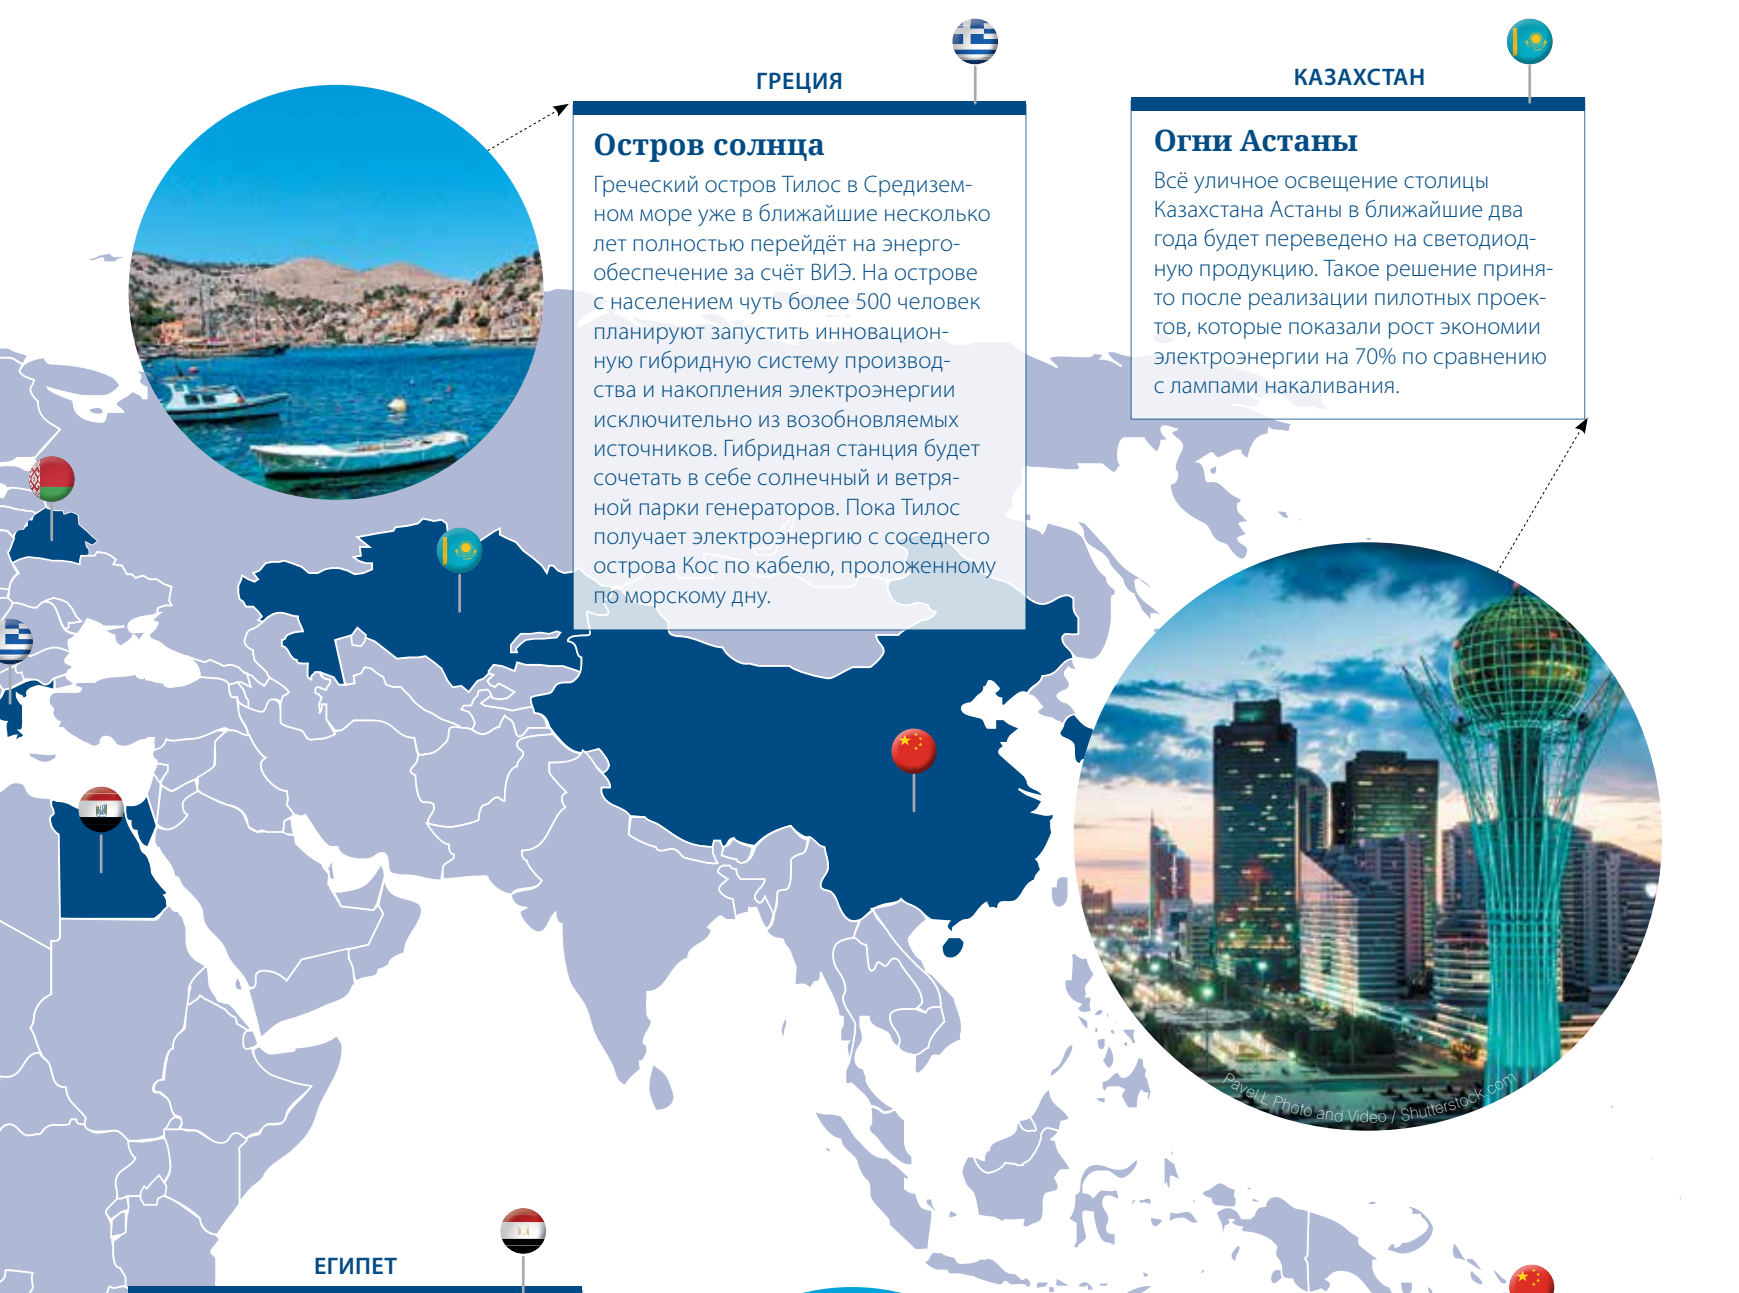 ГРЕЦИЯ
Остров солнца
Греческий остров Тилос в Средизем-
ном море уже в ближайшие несколько
лет полностью перейдёт на энерго-
обеспечение за счёт ВИЭ. На острове
с населением чуть более 500 человек
планируют запустить инновацион-
ную гибридную систему производ-
ства и накопления электроэнергии
исключительно из возобновляемых
источников. Гибридная станция будет
сочетать в себе солнечный и ветря-
ной парки генераторов. Пока Тилос
получает электроэнергию с соседнего
острова Кос по кабелю, проложенному
по морскому дну.
КАЗАХСТАН
Огни Астаны
Всё уличное освещение столицы
Казахстана Астаны в ближайшие два
года будет переведено на светодиод-
ную продукцию. Такое решение приня-
то после реализации пилотных проек-
тов, которые показали рост экономии
электроэнергии на 70% по сравнению
с лампами накаливания.
Pavel L Photo and Video / Shutterstock.com
ЕГИПЕТ